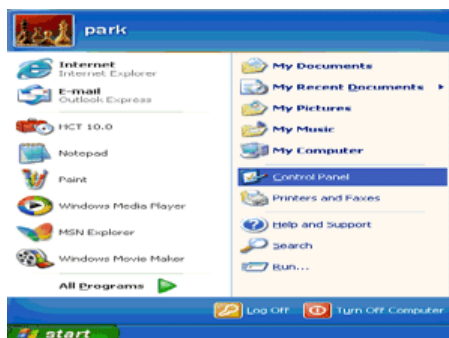 park
Internet
Internet Explorer
E-mail
Outlook Express
HCT 10.0
Notepad
Paint
Windows Media Player
MSN Explorer
Windows Movie Maker
All Programs
My Documents
My Recent Documents
My Pictures
My Music
My Computer
Control Panel
Printers and Faxes
Help and Support
Search
Run...
Log Off
Turn Off Computer
start